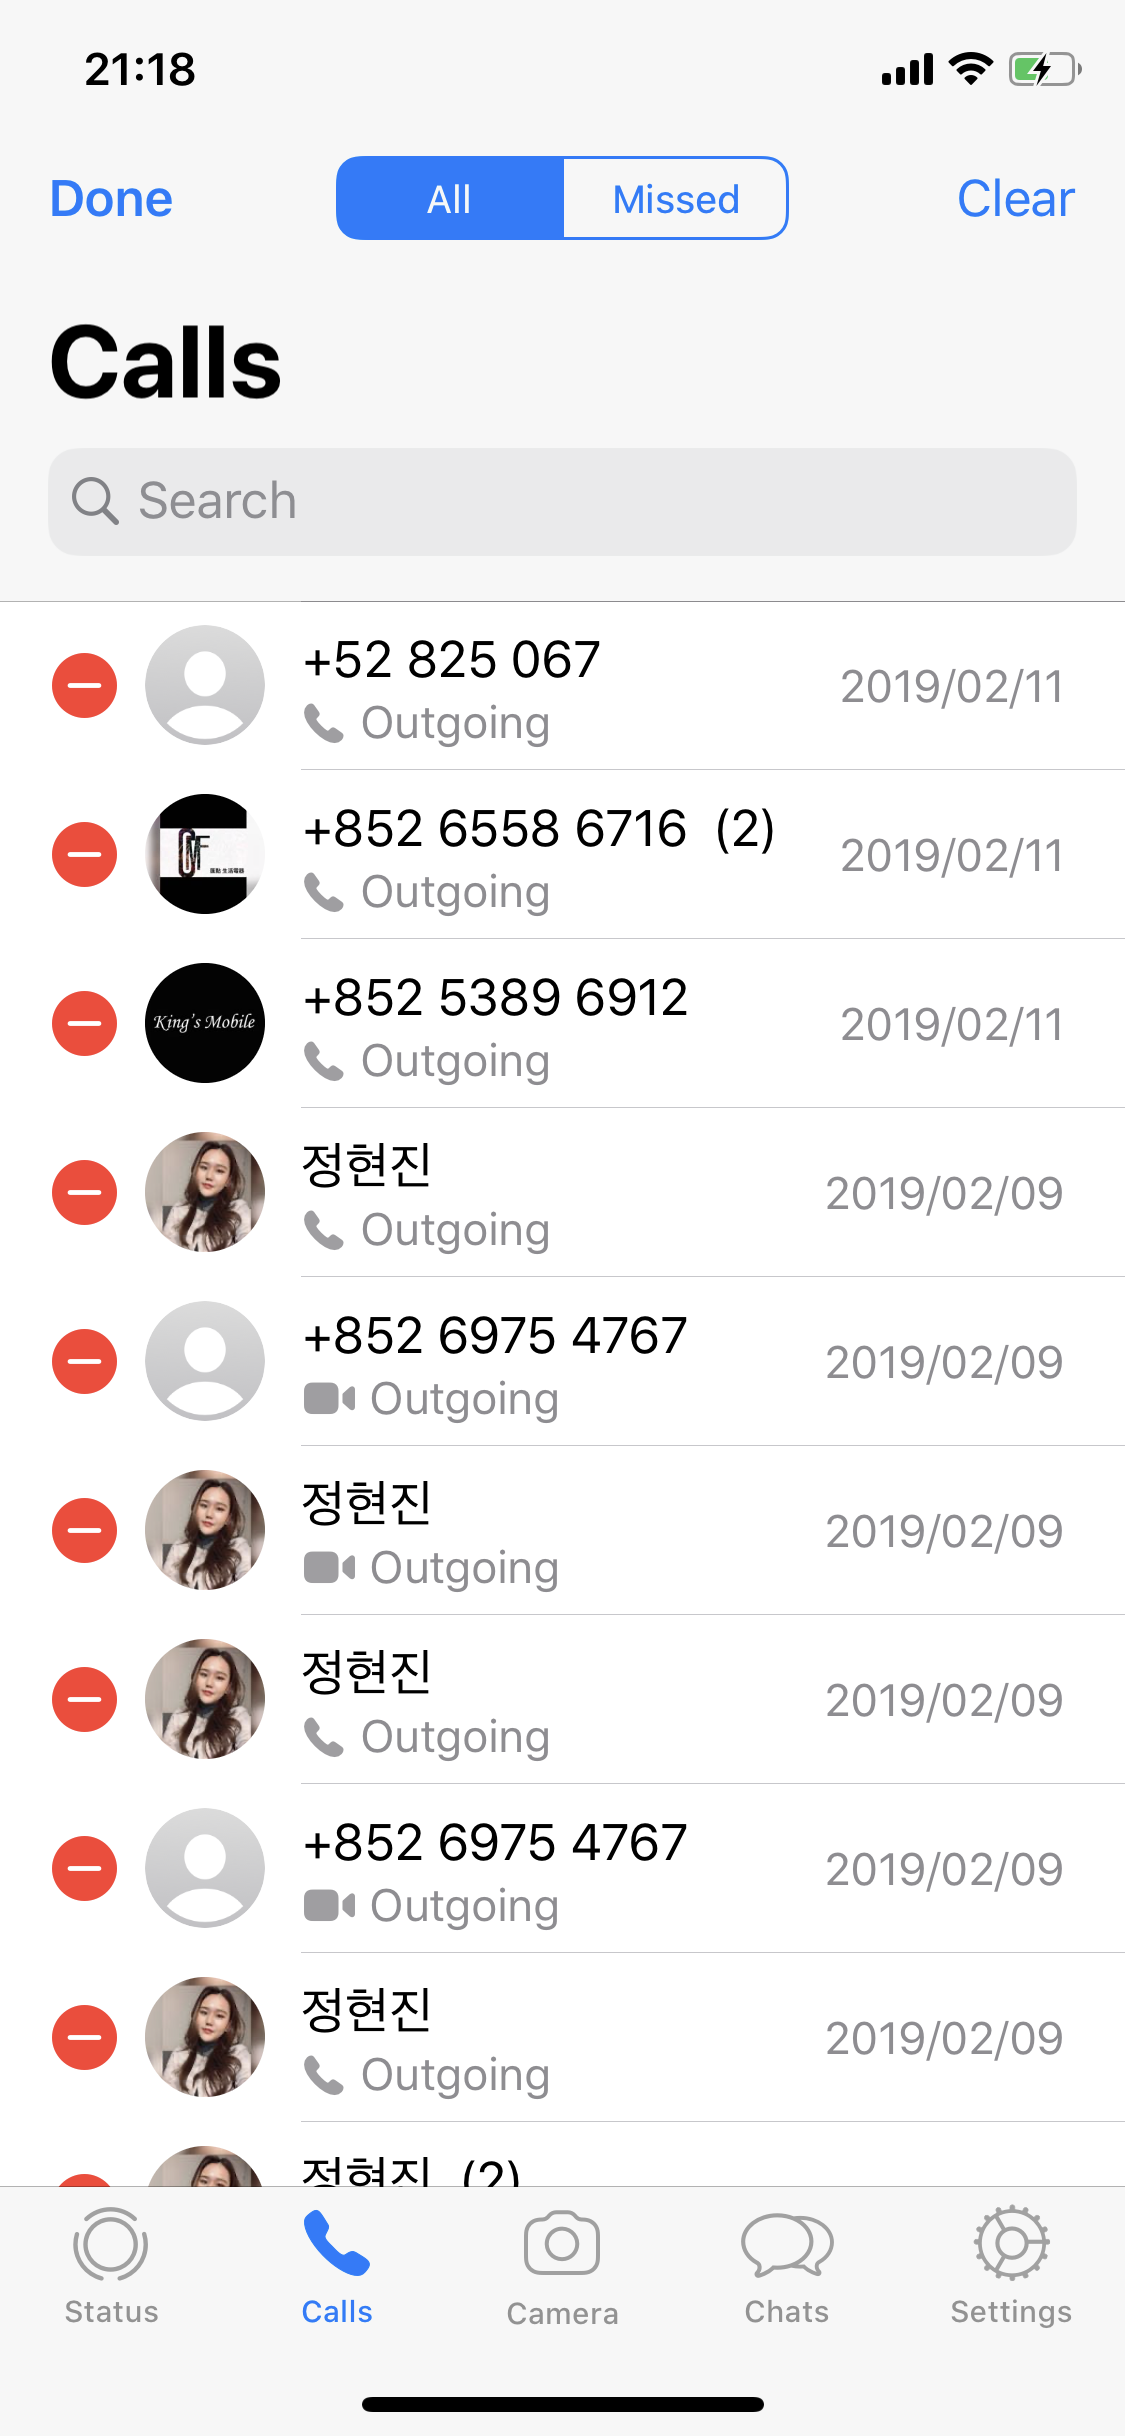 21:18
Done
All
Missed
Clear
Calls
Search
+52 825 067
Outgoing
2019/02/11
+852 6558 6716 (2)
Outgoing
2019/02/11
+852 5389 6912
Outgoing
2019/02/11
King's Mobile
정현진
Outgoing
2019/02/09
+852 6975 4767
Outgoing
2019/02/09
정현진
Outgoing
2019/02/09
정현진
Outgoing
2019/02/09
+852 6975 4767
Outgoing
2019/02/09
정현진
Outgoing
2019/02/09
정현진 (2)
Status
Calls
Camera
Chats
Settings